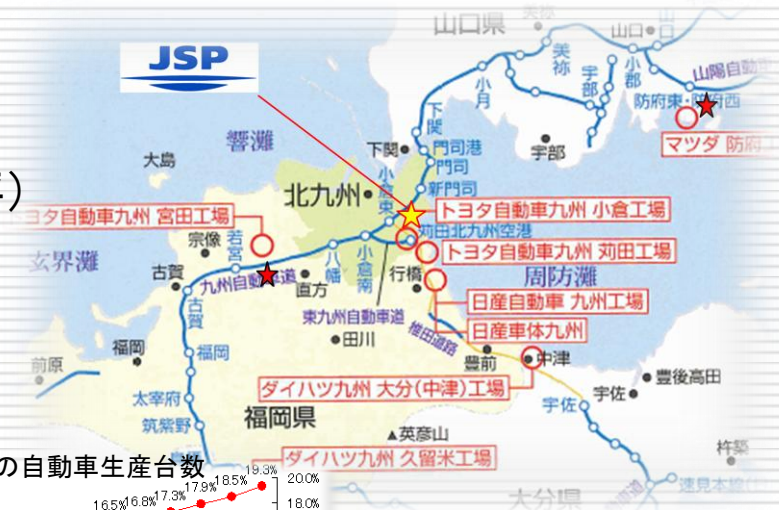 山口県
美祢
山口
JSP
小月
美祢
宇部
小郡
山口
山陽自動
防府東・防府西
マツダ 防府
宇部
下関
下関
門司港
門司
新門司
響灘
大島
北九州
小倉東
トヨタ自動車九州 小倉工場
ヨタ自動車九州 宮田工場
苅田北九州空港
トヨタ自動車九州 苅田工場
宗像
若宮
玄界灘
八幡
小倉南
行橋
周防灘
古賀
九州自動車道
直方
日産自動車 九州工場
古賀
東九州自動車道
日産車体九州
田川
椎田道路
豊前
中津
前原
福岡
福岡
豊後高田
太宰府
ダイハツ九州 大分(中津)工場
宇佐
宇佐
筑紫野
福岡県
▲英彦山
杵築
ダイハツ九州 久留米工場
の自動車生産台数
速見本線
大分県
16.5%
16.8%
17.3%
17.9%
18.5%
19.3%
20.0%
18.0%